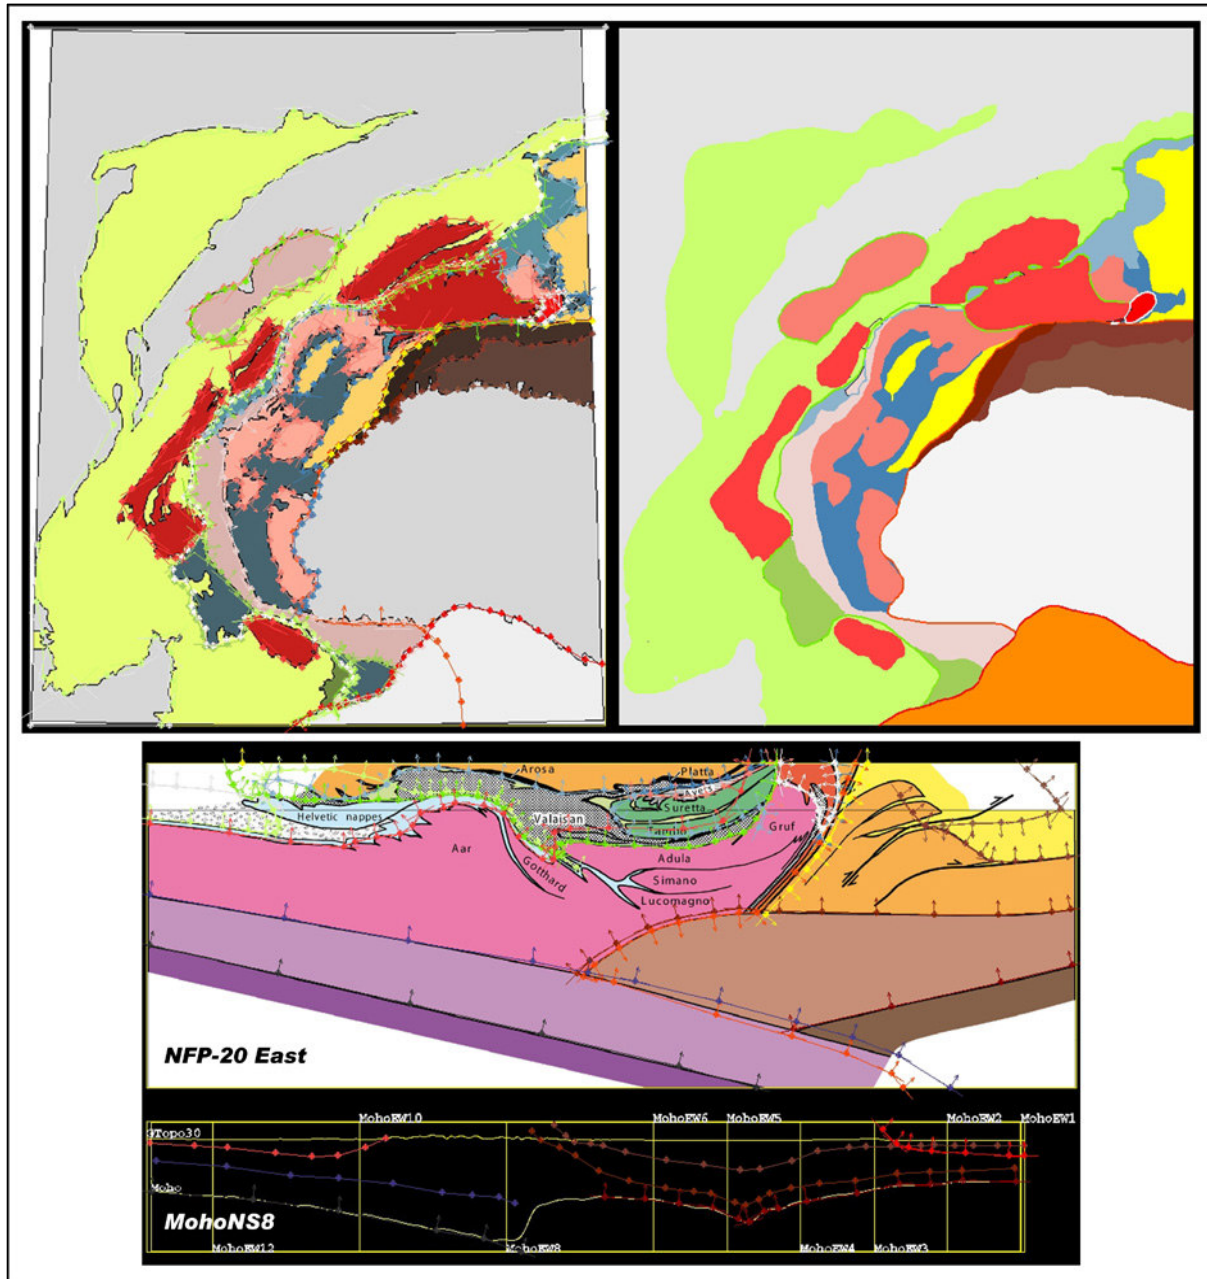 Arosa
Platta
Avers
Suretta
Helvetic nappes
Valaisan
Tambo
Gruf
Aar
Adula
Gotthard
Simano
Lucomagno
NFP-20 East
MohoEW10
MohoEW6
MohoEW5
MohoEW2
MohoEW1
GTopo30
Moho
MohoNS8
MohoEW12
MohoEW8
MohoEW4
MohoEW3